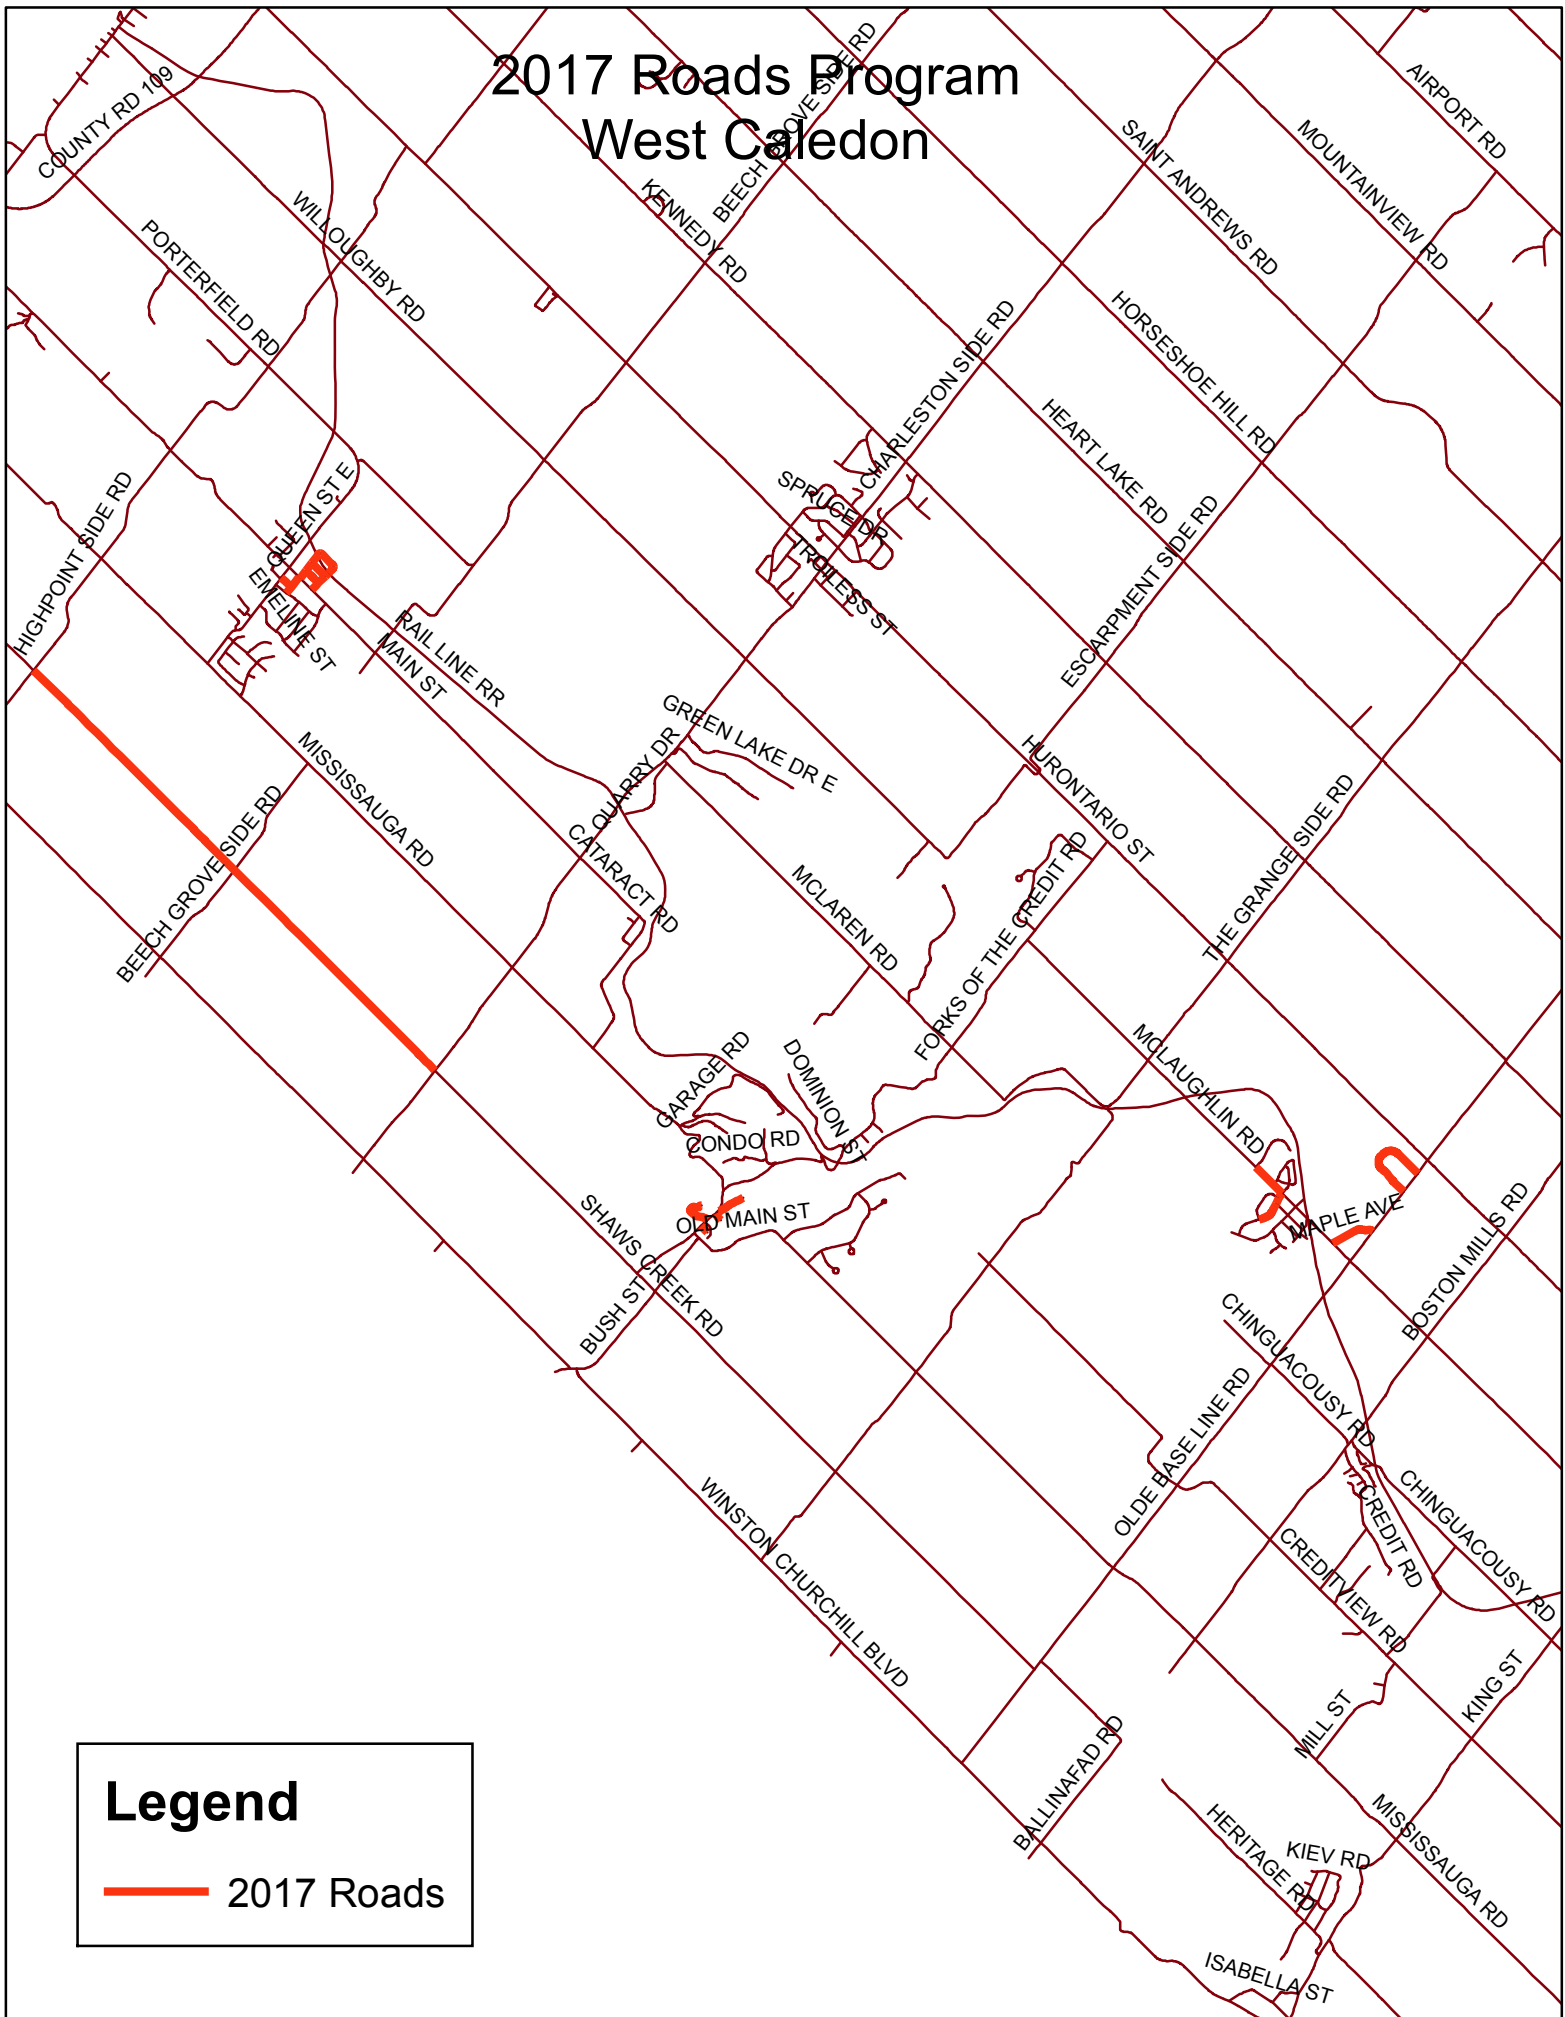 2017 Roads Program
West Caledon
COUNTY RD 109
BEECH GROVE SIDE RD
AIRPORT RD
MOUNTAINVIEW RD
SAINT ANDREWS RD
KENNEDY RD
WILLOUGHBY RD
PORTERFIELD RD
HORSESHOE HILL RD
CHARLESTON SIDE RD
HEART LAKE RD
HIGHPOINT SIDE RD
QUEEN ST E
SPRUCE DR
TROILESS ST
ESCARPMENT SIDE RD
EMELINE ST
RAIL LINE RR
MAIN ST
GREEN LAKE DR E
QUARRY DR
HURONTARIO ST
MISSISSAUGA RD
BEECH GROVE SIDE RD
CATARACT RD
MCLAREN RD
FORKS OF THE CREDIT RD
THE GRANGE SIDE RD
GARAGE RD
DOMINION ST
MCLAUGHLIN RD
CONDO RD
OLD MAIN ST
MAPLE AVE
SHAWS CREEK RD
BUSH ST
BOSTON MILLS RD
CHINGUACOUSY RD
OLDE BASE LINE RD
WINSTON CHURCHILL BLVD
CREDIT RD
CHINGUACOUSY RD
CREDITVIEW RD
KING ST
MILL ST
BALLINAFAD RD
HERITAGE RD
KIEV RD
MISSISSAUGA RD
ISABELLA ST
Legend
2017 Roads